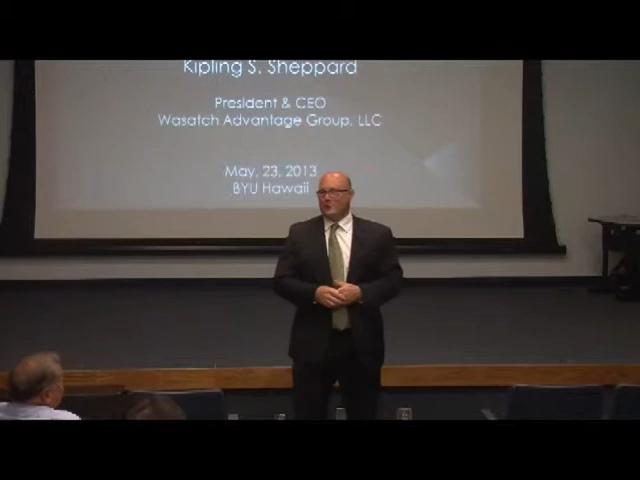 Kipling S. Sheppard
President & CEO
Wasatch Advantage Group, LLC
May, 23, 2013
BYU Hawaii